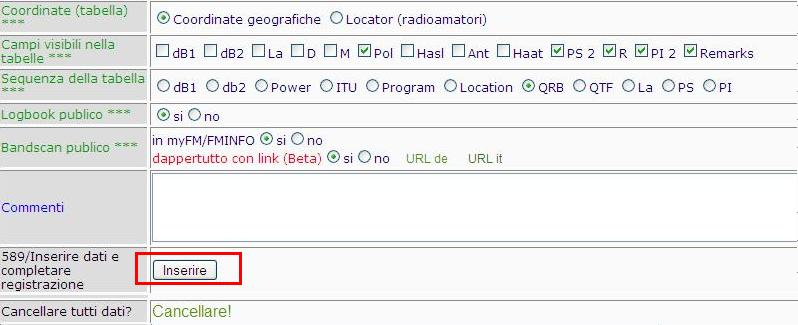 Coordinate (tabella) *** Coordinate geografiche Locator (radioamatori)
Campi visibili nella tabelle *** dB1 dB2 La D M Pol Hasl Ant Haat PS 2 R PI 2 Remarks
Sequenza della tabella *** dB1 db2 Power ITU Program Location QRB QTF La PS PI
Logbook publico *** si no
Bandscan publico *** in myFM/FMINFO si no
dappertutto con link (Beta) si no URL de URL it
Commenti
589/Inserire dati e
completare
registrazione
Inserire
Cancellare tutti dati? Cancellare!